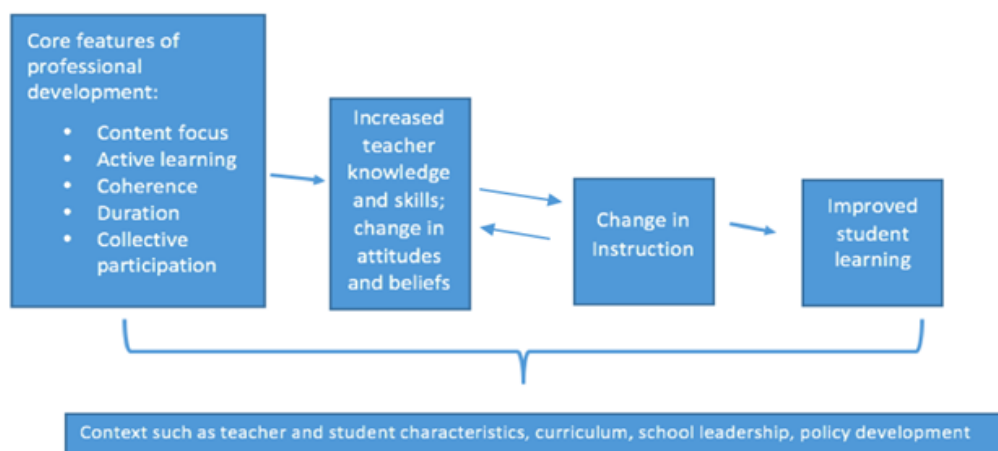 Core features of
professional
development:
• Content focus
• Active learning
• Coherence
• Duration
• Collective
participation
Increased
teacher
knowledge
and skills;
change in
attitudes
and beliefs
Change in
Instruction
Improved
student
learning
Context such as teacher and student characteristics, curriculum, school leadership, policy development